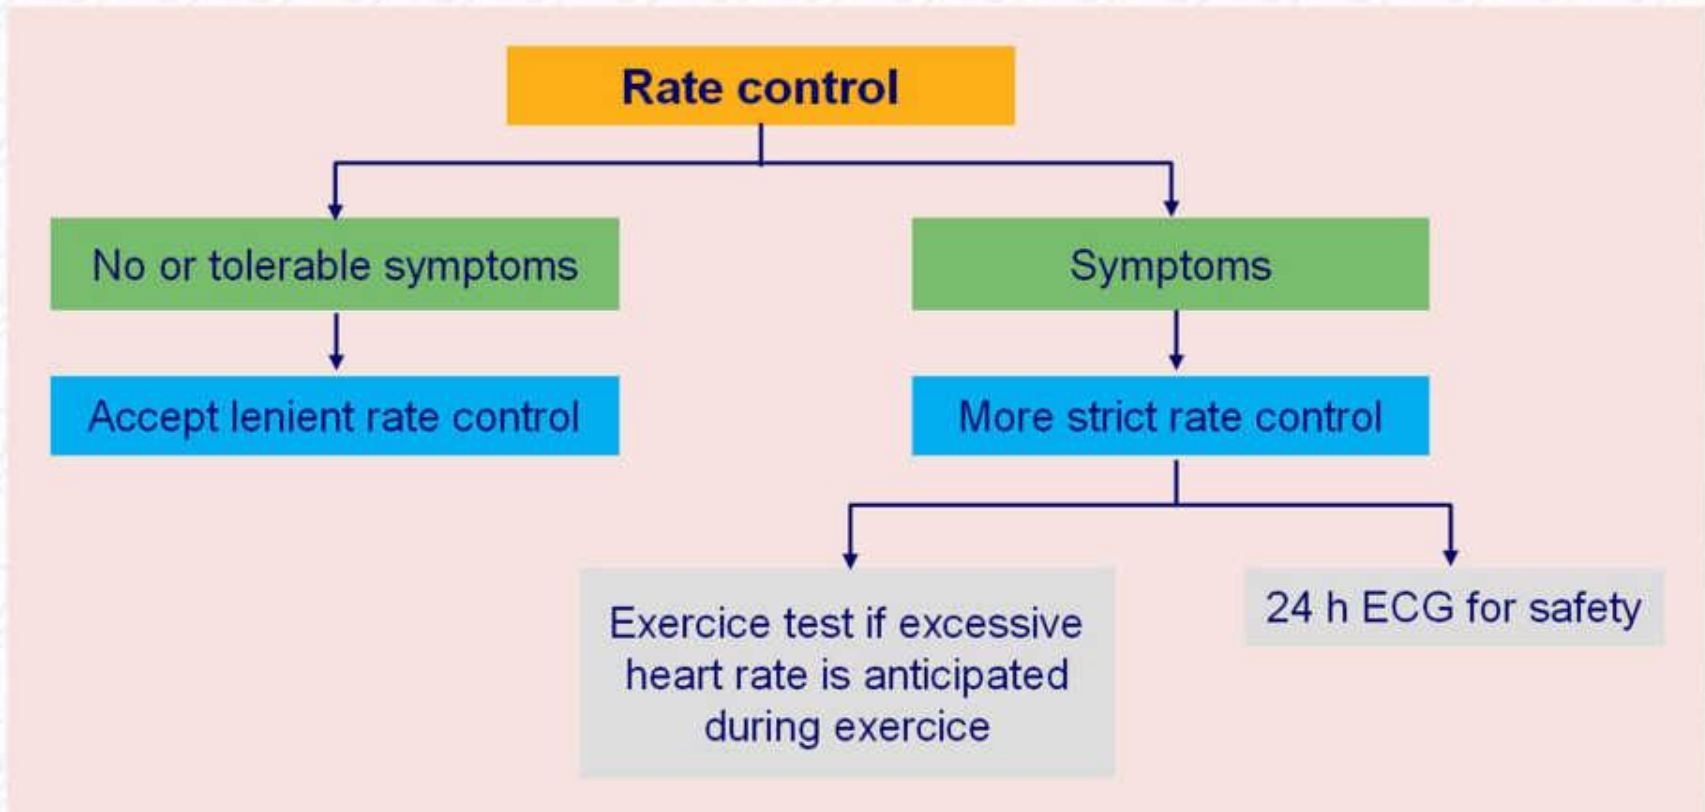 Rate control
No or tolerable symptoms
Symptoms
Accept lenient rate control
More strict rate control
Exercice test if excessive
heart rate is anticipated
during exercice
24 h ECG for safety